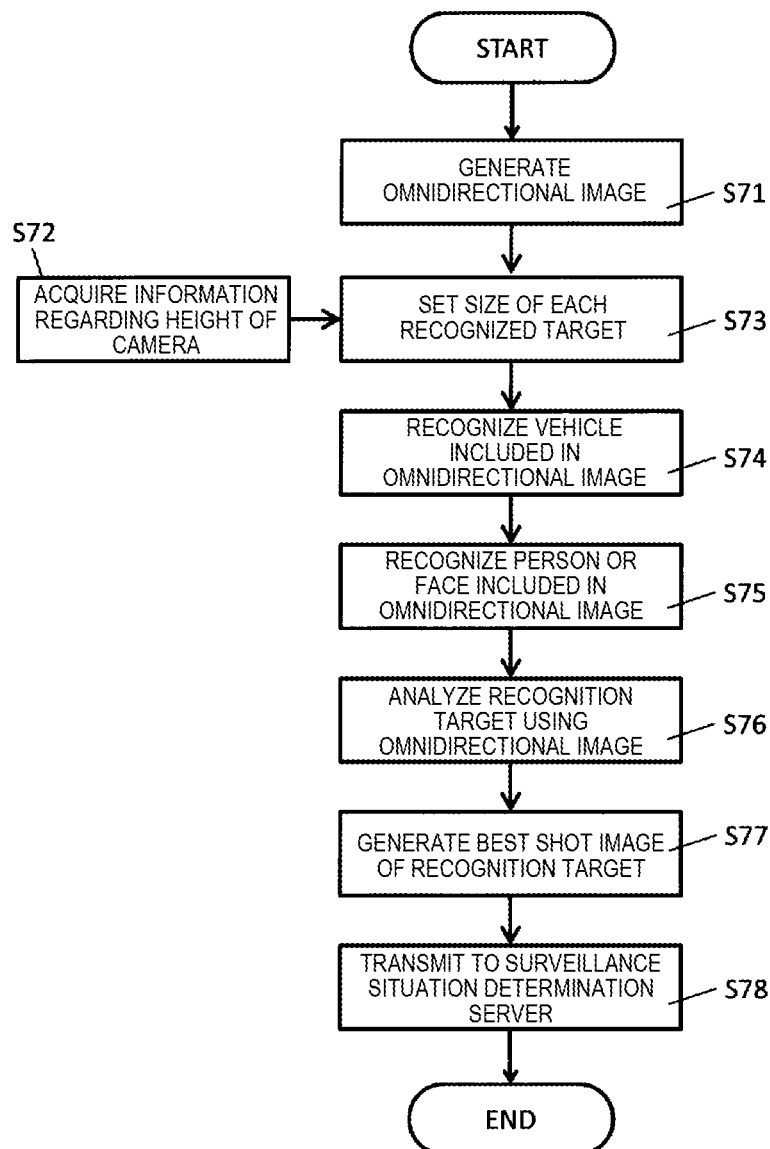 START
GENERATE
OMNIDIRECTIONAL IMAGE
S71
S72
ACQUIRE INFORMATION
REGARDING HEIGHT OF
CAMERA
SET SIZE OF EACH
RECOGNIZED TARGET
S73
RECOGNIZE VEHICLE
INCLUDED IN
OMNIDIRECTIONAL IMAGE
S74
RECOGNIZE PERSON OR
FACE INCLUDED IN
OMNIDIRECTIONAL IMAGE
S75
ANALYZE RECOGNITION
TARGET USING
OMNIDIRECTIONAL IMAGE
S76
GENERATE BEST SHOT IMAGE
OF RECOGNITION TARGET
S77
TRANSMIT TO SURVEILLANCE
SITUATION DETERMINATION
SERVER
S78
END